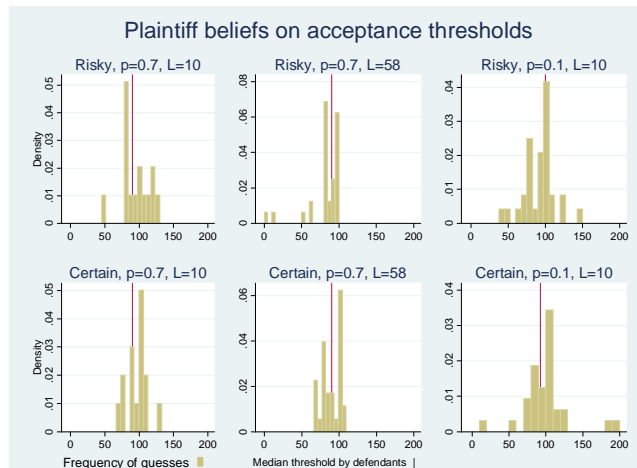 Plaintiff beliefs on acceptance thresholds
Risky, p=0.7, L=10
Risky, p=0.7, L=58
Risky, p=0.1, L=10
Density
0 .01 .02 .03 .04 .05
0 .02 .04 .06 .08
0 .01 .02 .03 .04
0 50 100 150 200
0 50 100 150 200
0 50 100 150 200
Certain, p=0.7, L=10
Certain, p=0.7, L=58
Certain, p=0.1, L=10
Density
0 .01 .02 .03 .04 .05
0 .02 .04 .06
0 .01 .02 .03 .04
0 50 100 150 200
0 50 100 150 200
0 50 100 150 200
Frequency of guesses
Median threshold by defendants |